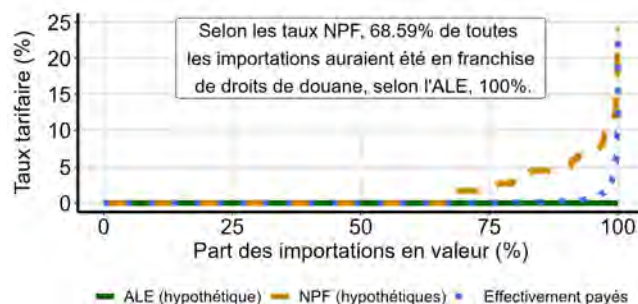 Selon les taux NPF, 68.59% de toutes
les importations auraient été en franchise
de droits de douane, selon l'ALE, 100%.
Taux tarifaire (%)
25
20
15
10
5
0
0 25 50 75 100
Part des importations en valeur (%)
ALE (hypothétique) NPF (hypothétiques) Effectivement payés